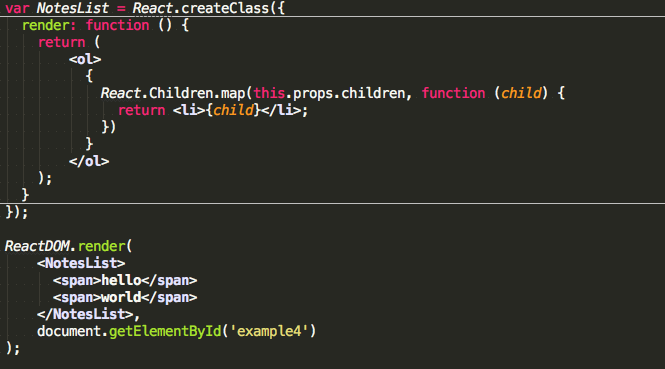 var NotesList = React.createClass({
  render: function () {
    return (
        <ol>
          {
            React.Children.map(this.props.children, function (child) {
              return <li>{child}</li>;
            })
          }
        </ol>
    );
  }
});

ReactDOM.render(
    <NotesList>
      <span>hello</span>
      <span>world</span>
    </NotesList>,
    document.getElementById('example4')
);